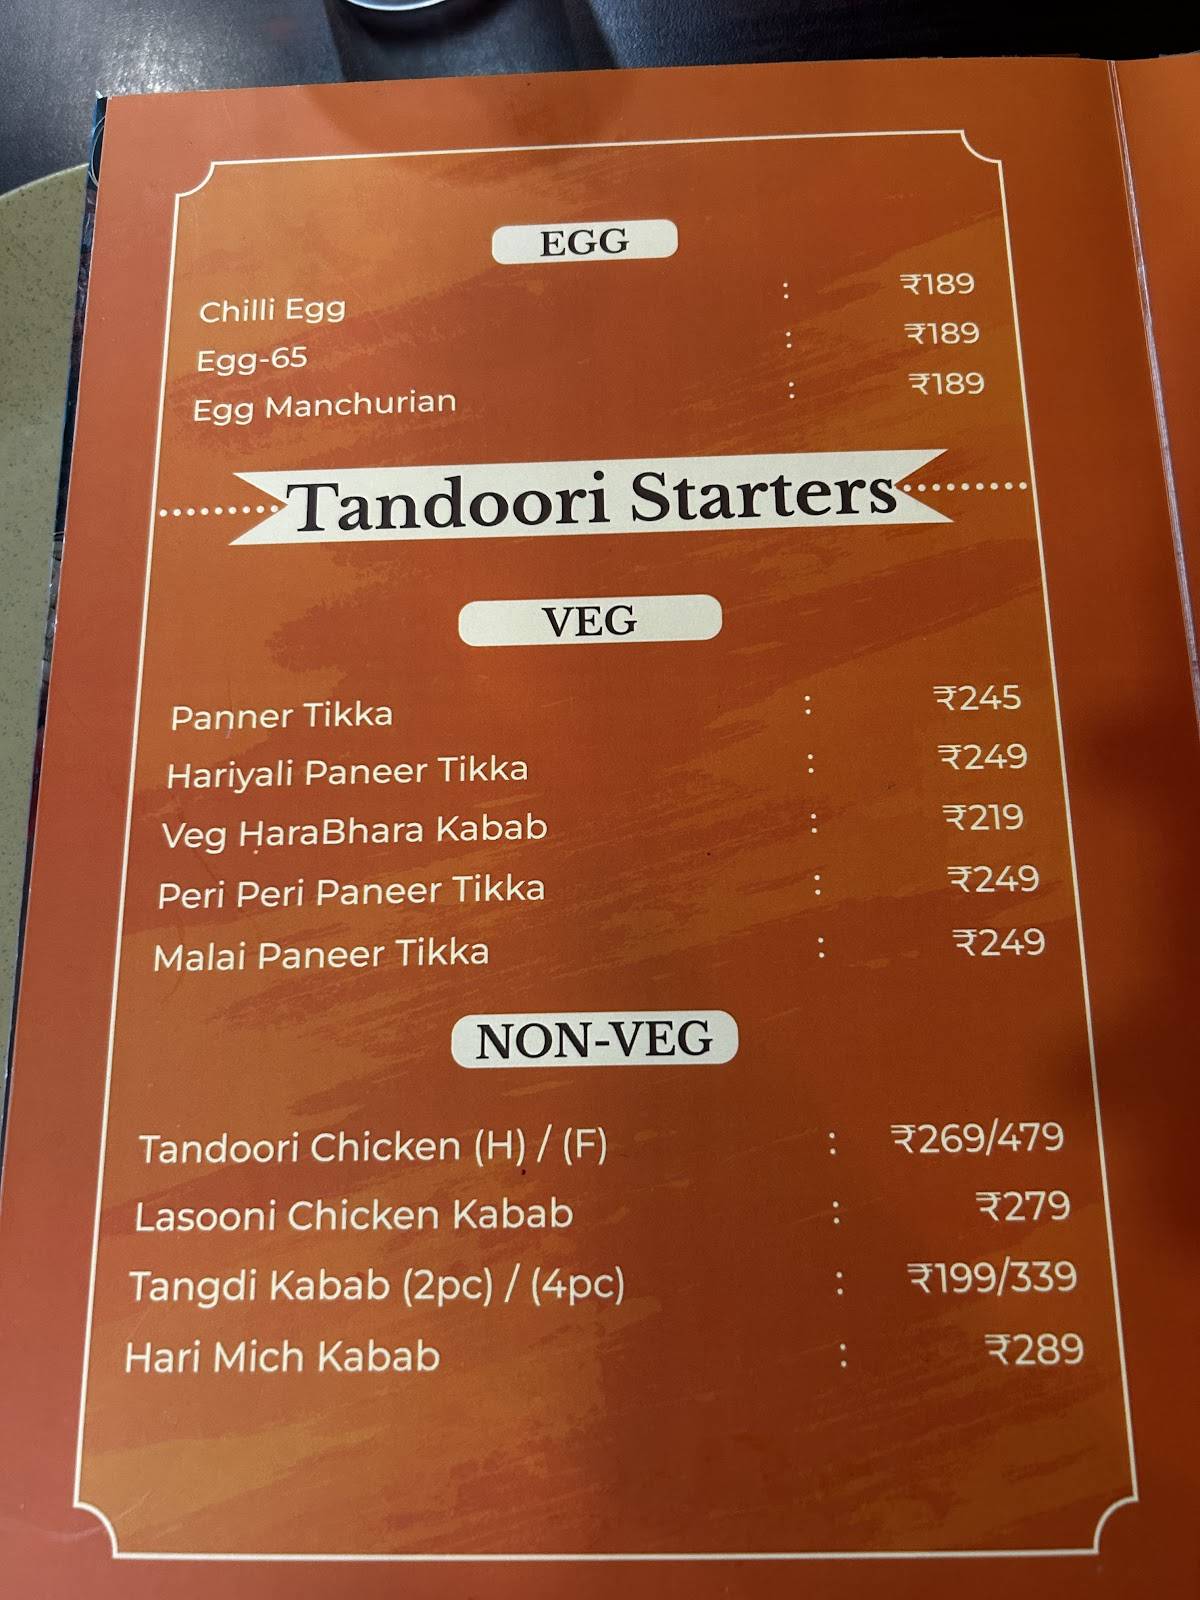 EGG
Chilli Egg : ₹189
Egg-65 : ₹189
Egg Manchurian : ₹189
Tandoori Starters
VEG
Panner Tikka : ₹245
Hariyali Paneer Tikka : ₹249
Veg HaraBhara Kabab : ₹219
Peri Peri Paneer Tikka : ₹249
Malai Paneer Tikka : ₹249
NON-VEG
Tandoori Chicken (H) / (F) : ₹269/479
Lasooni Chicken Kabab : ₹279
Tangdi Kabab (2pc) / (4pc) : ₹199/339
Hari Mich Kabab : ₹289